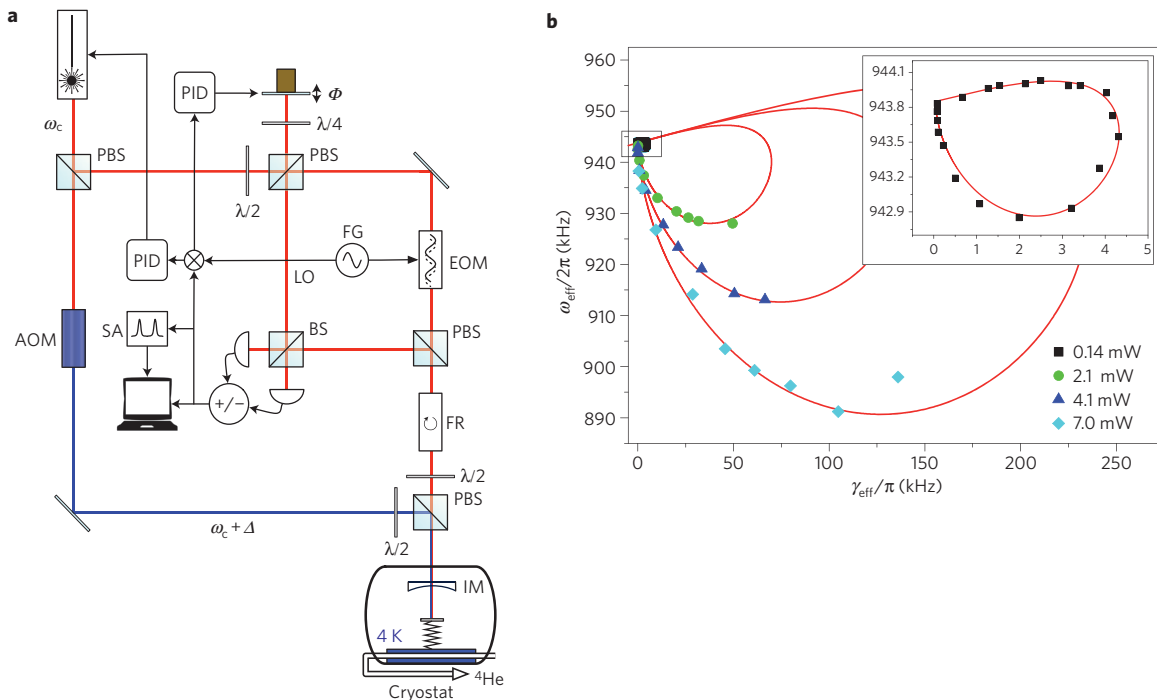 a
ω_c
PBS
PID
Φ
λ/4
PBS
λ/2
FG
PID
LO
EOM
AOM
SA
BS
PBS
+/−
FR
λ/2
PBS
ω_c + Δ
λ/2
IM
4 K
⁴He
Cryostat
b
960
950
940
930
920
910
900
890
ω_eff/2π (kHz)
0
50
100
150
200
250
γ_eff/π (kHz)
944.1
943.8
943.5
943.2
942.9
0
1
2
3
4
5
0.14 mW
2.1 mW
4.1 mW
7.0 mW